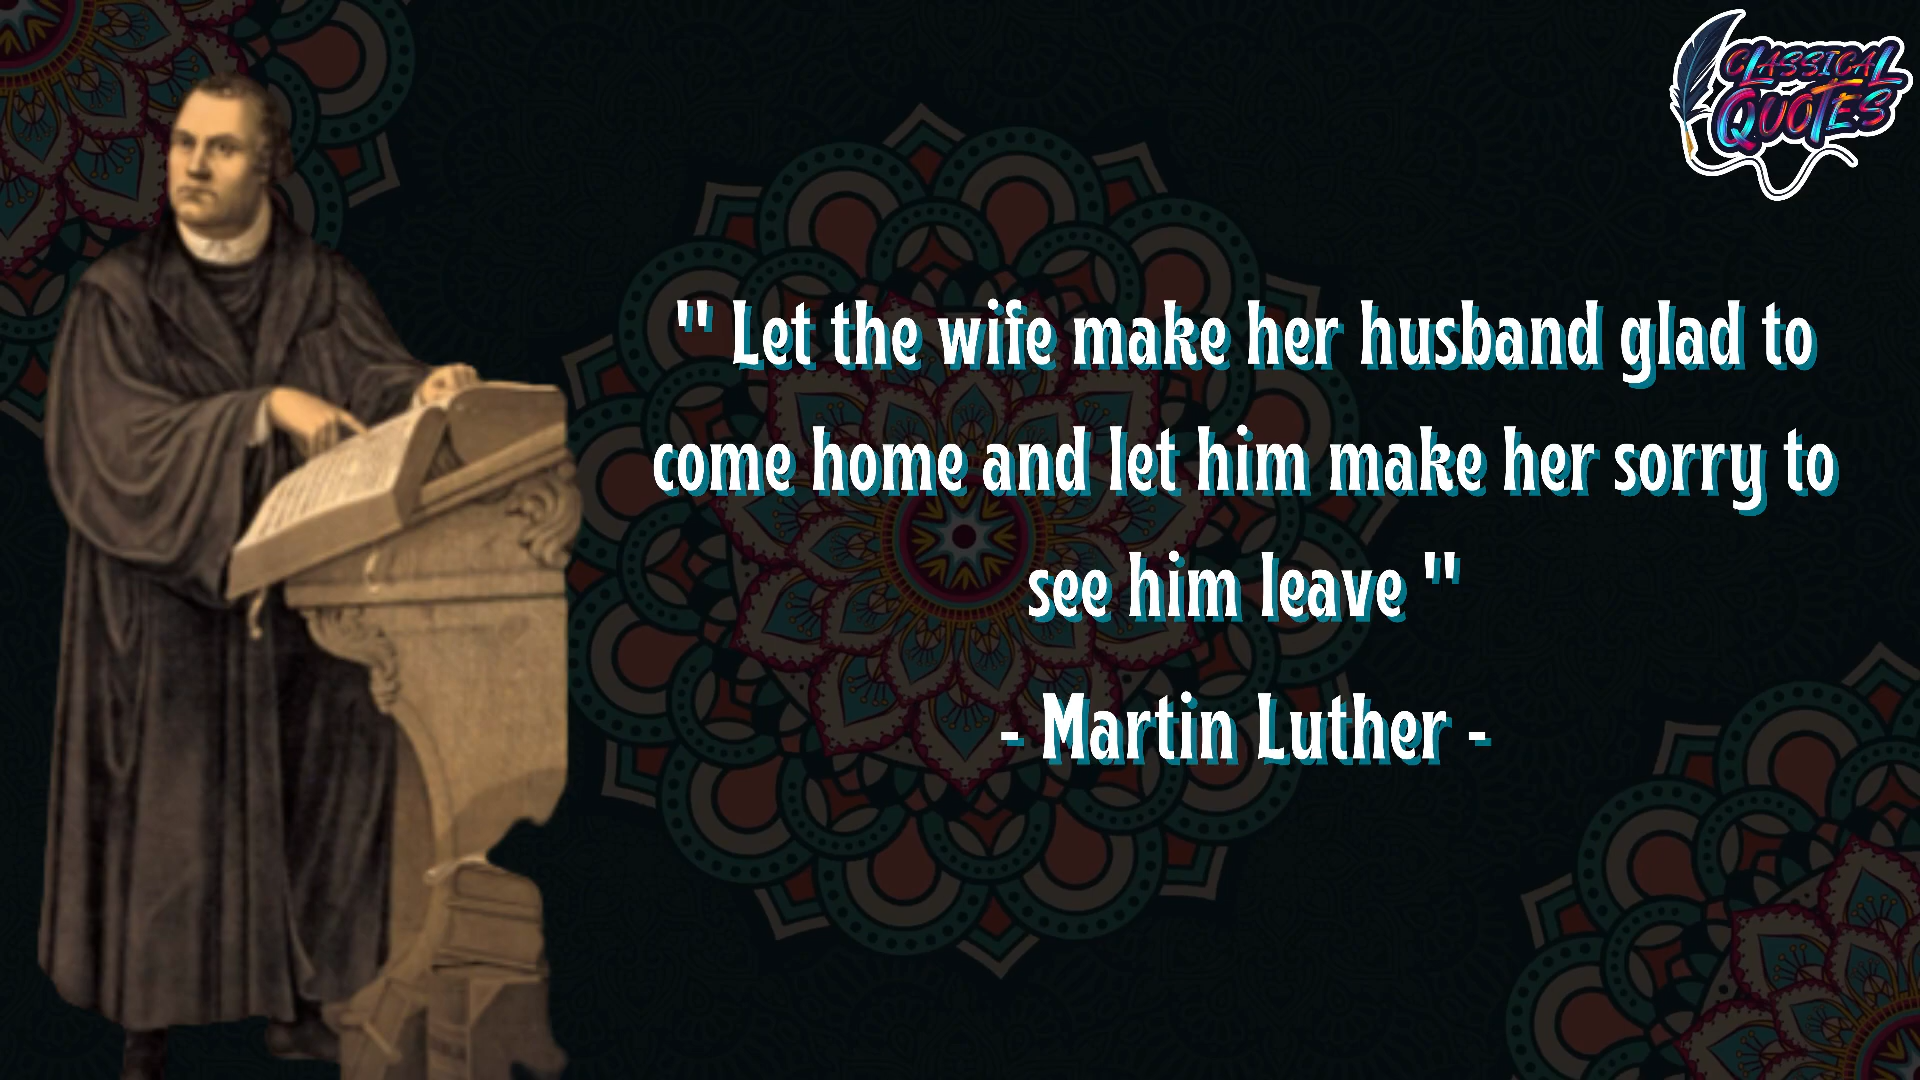 CLASSICAL
QUOTES
" Let the wife make her husband glad to
come home and let him make her sorry to
see him leave "
- Martin Luther -